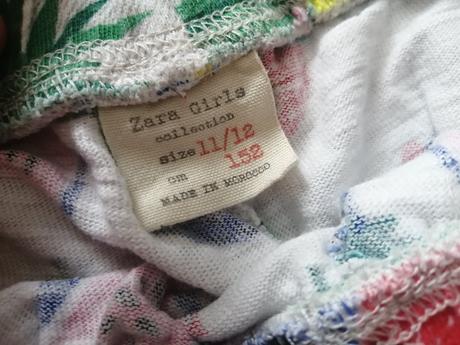 Zara Girls
collection
size 11/12
cm 152
MADE IN MOROCCO